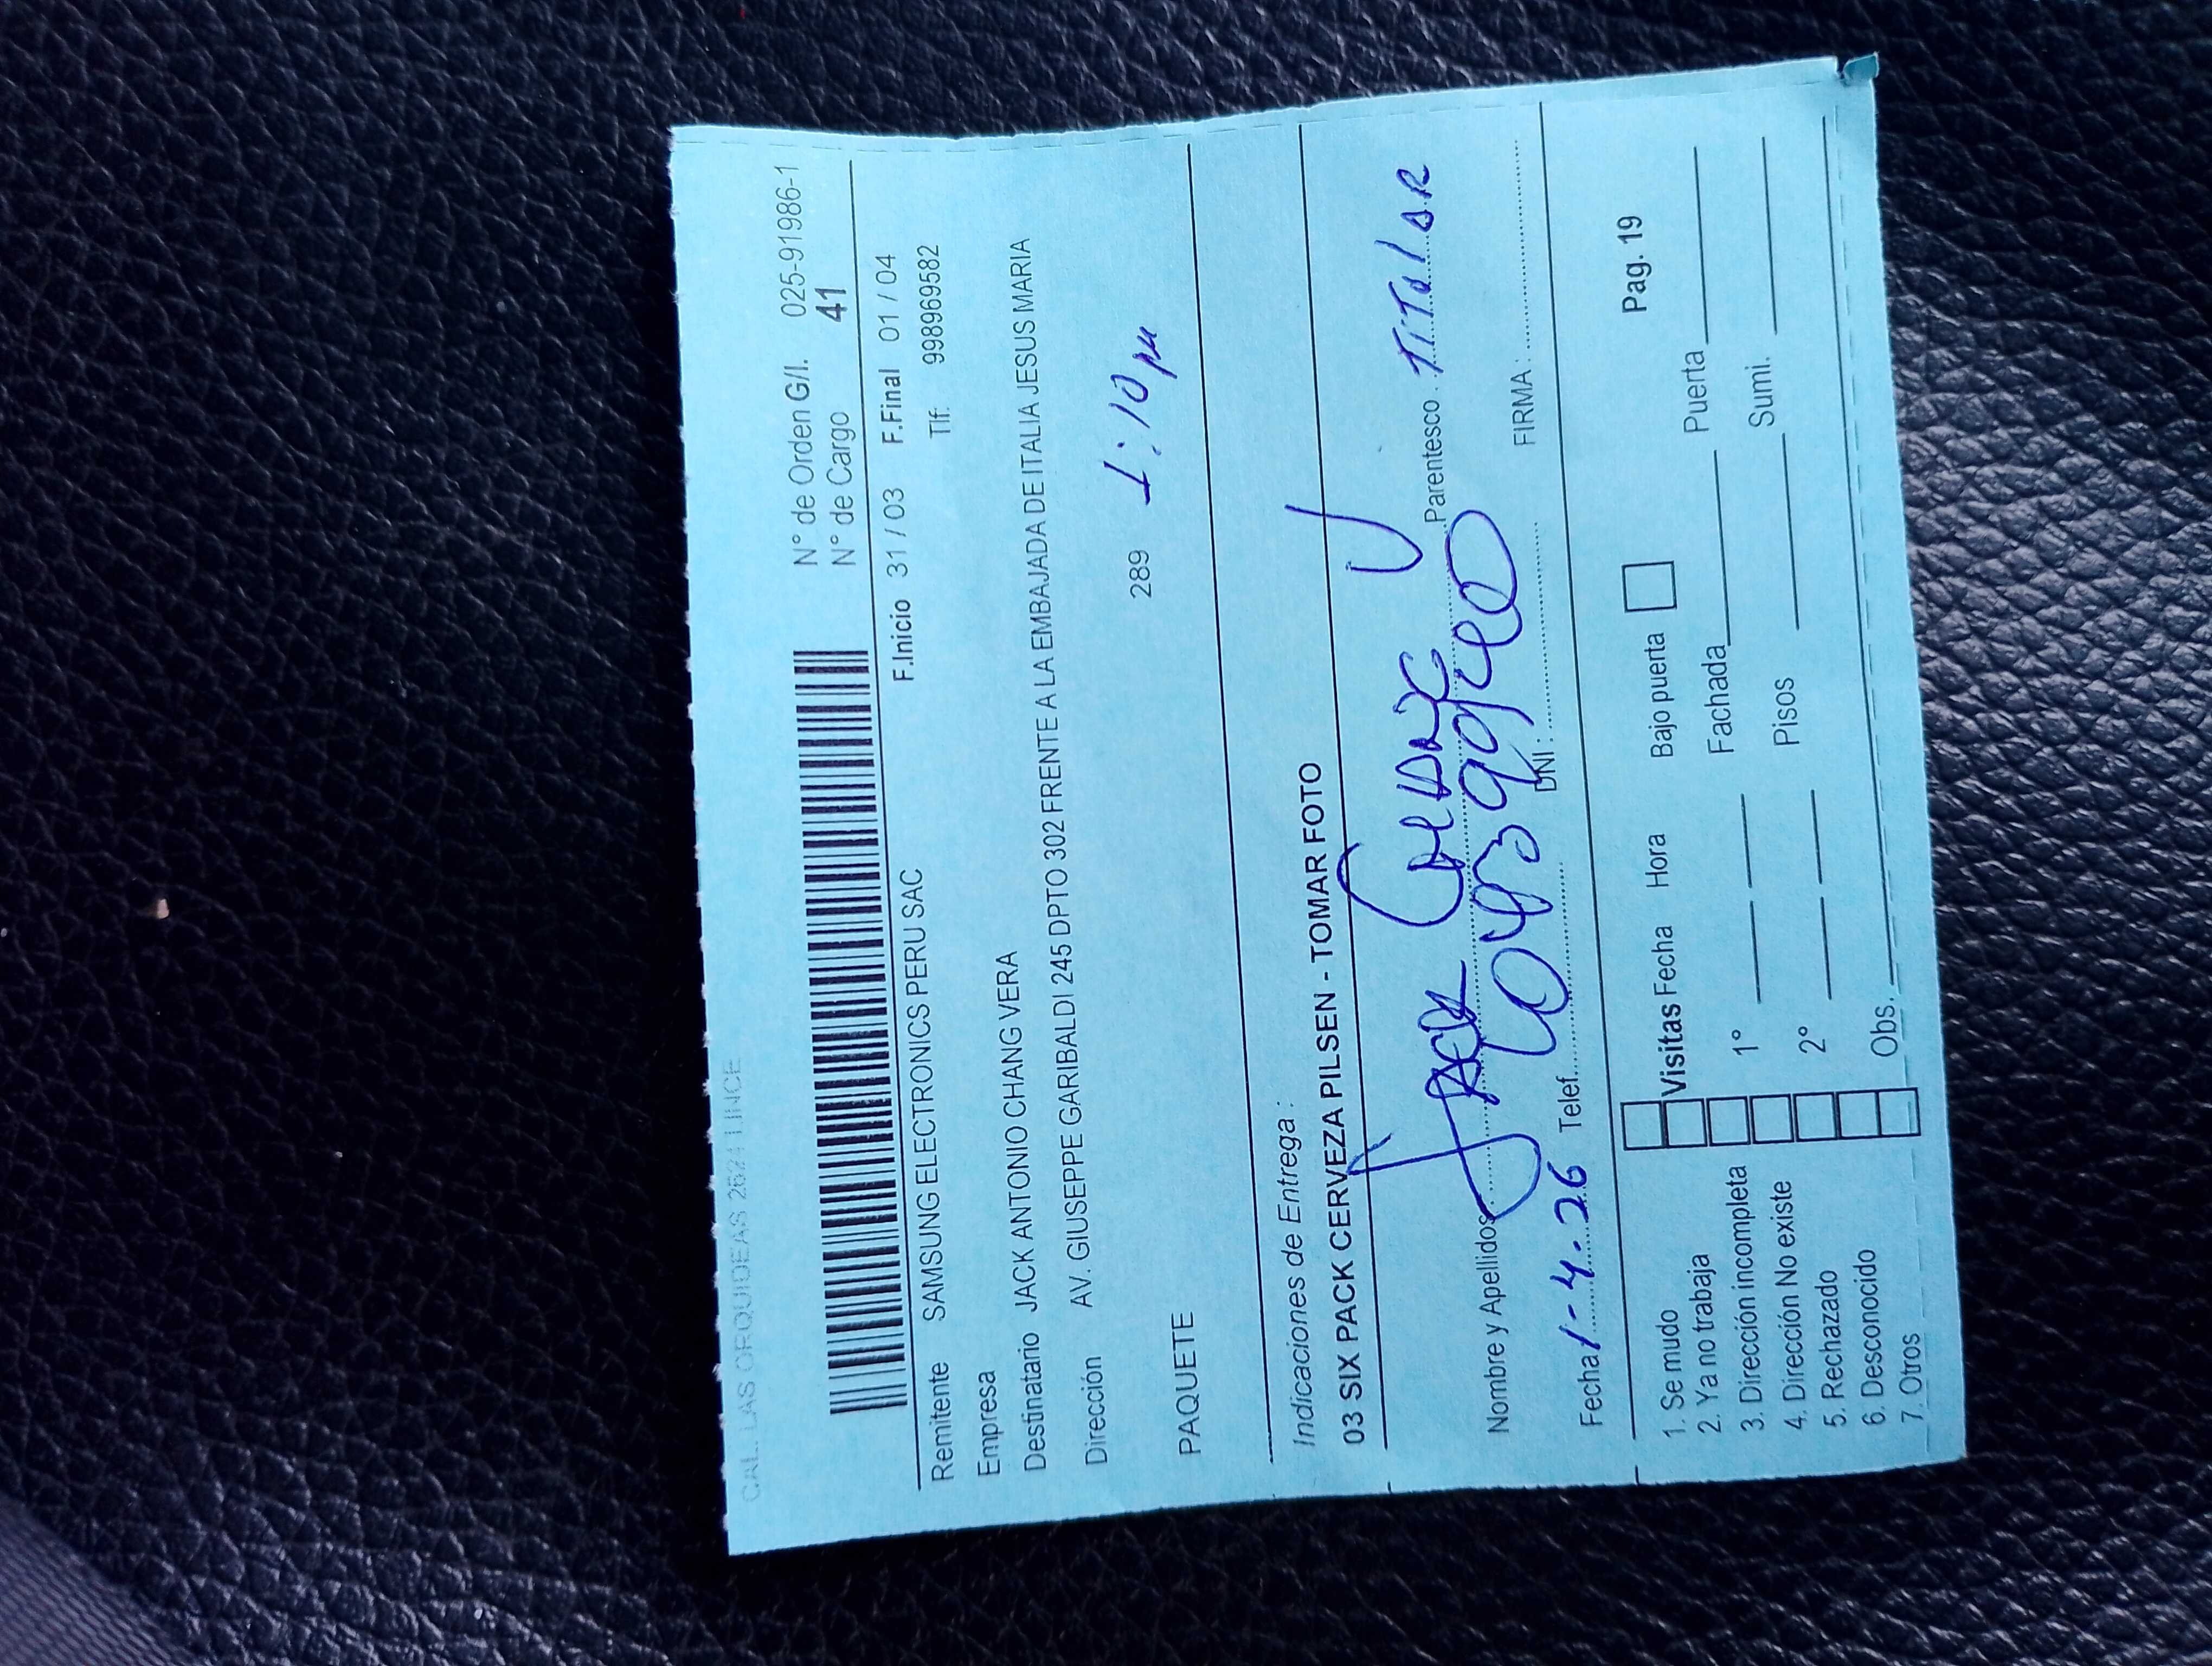 CAL. LAS ORQUIDEAS 2621 LINCE
N° de Orden G/I. 025-91986-1
N° de Cargo 41
F.Inicio 31 / 03 F.Final 01 / 04
Remitente SAMSUNG ELECTRONICS PERU SAC
Tlf. 998969582
Empresa
Destinatario JACK ANTONIO CHANG VERA
Dirección AV. GIUSEPPE GARIBALDI 245 DPTO 302 FRENTE A LA EMBAJADA DE ITALIA JESUS MARIA
289 1:10 pm
PAQUETE
Indicaciones de Entrega :
03 SIX PACK CERVEZA PILSEN - TOMAR FOTO
Nombre y Apellidos JACK CHANG Parentesco TiTulaR
Fecha 1-4.26 Telef. DNI : FIRMA :
1. Se mudo
2. Ya no trabaja
3. Dirección incompleta
4. Dirección No existe
5. Rechazado
6. Desconocido
7. Otros
Visitas Fecha Hora Bajo puerta Pag. 19
1° Fachada Puerta
2° Pisos Sumi.
Obs.